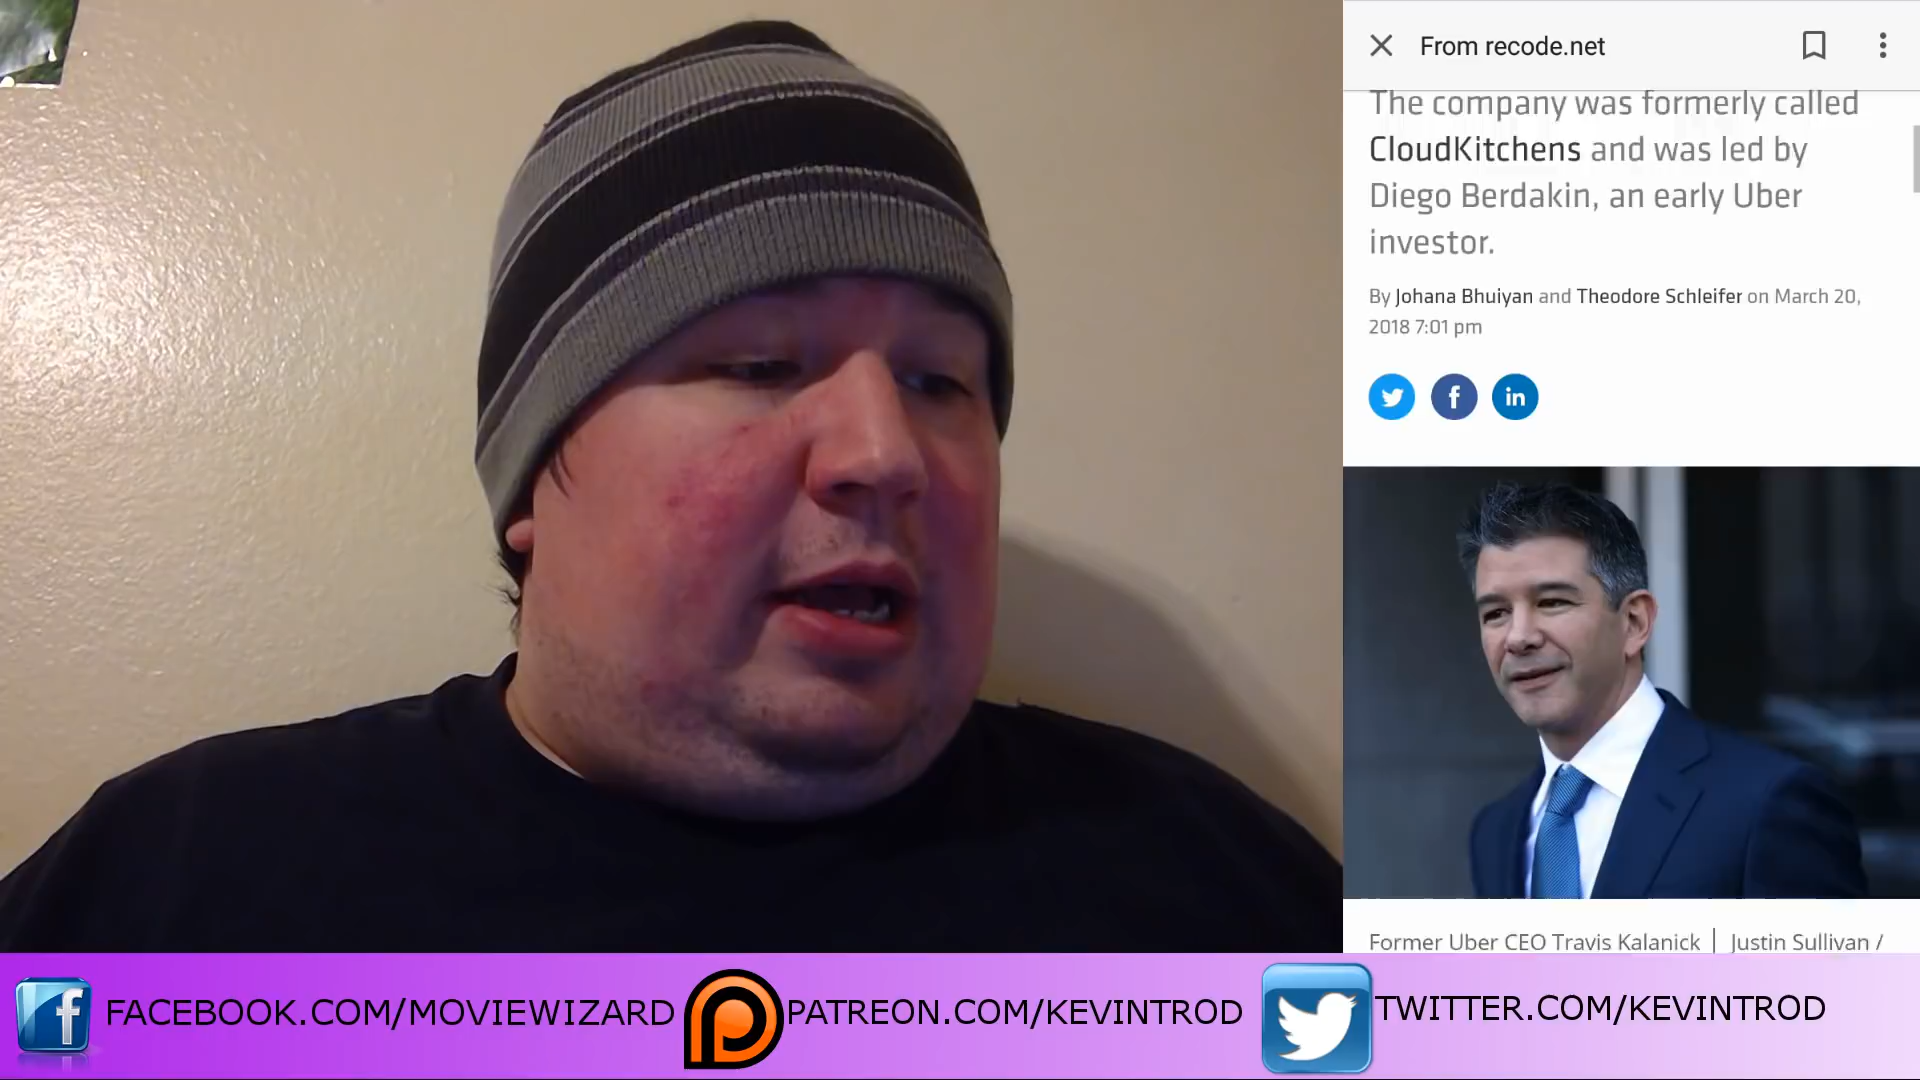 From recode.net
The company was formerly called
CloudKitchens and was led by
Diego Berdakin, an early Uber
investor.
By Johana Bhuiyan and Theodore Schleifer on March 20,
2018 7:01 pm
Former Uber CEO Travis Kalanick | Justin Sullivan /
FACEBOOK.COM/MOVIEWIZARD PATREON.COM/KEVINTROD TWITTER.COM/KEVINTROD